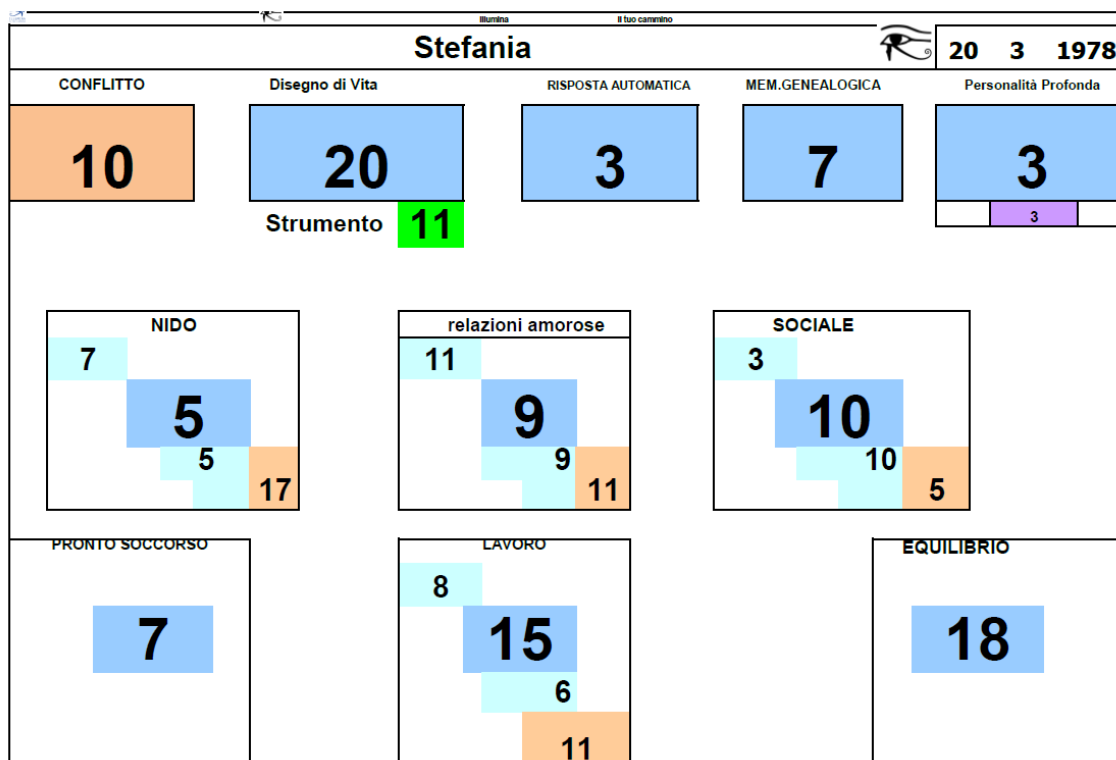 Illumina Il tuo cammino
Stefania 20 3 1978
CONFLITTO Disegno di Vita RISPOSTA AUTOMATICA MEM.GENEALOGICA Personalità Profonda
10 20 3 7 3
Strumento 11 3
NIDO relazioni amorose SOCIALE
7 11 3
5 9 10
5 9 10
17 11 5
PRONTO SOCCORSO LAVORO EQUILIBRIO
8
7 15 18
6
11